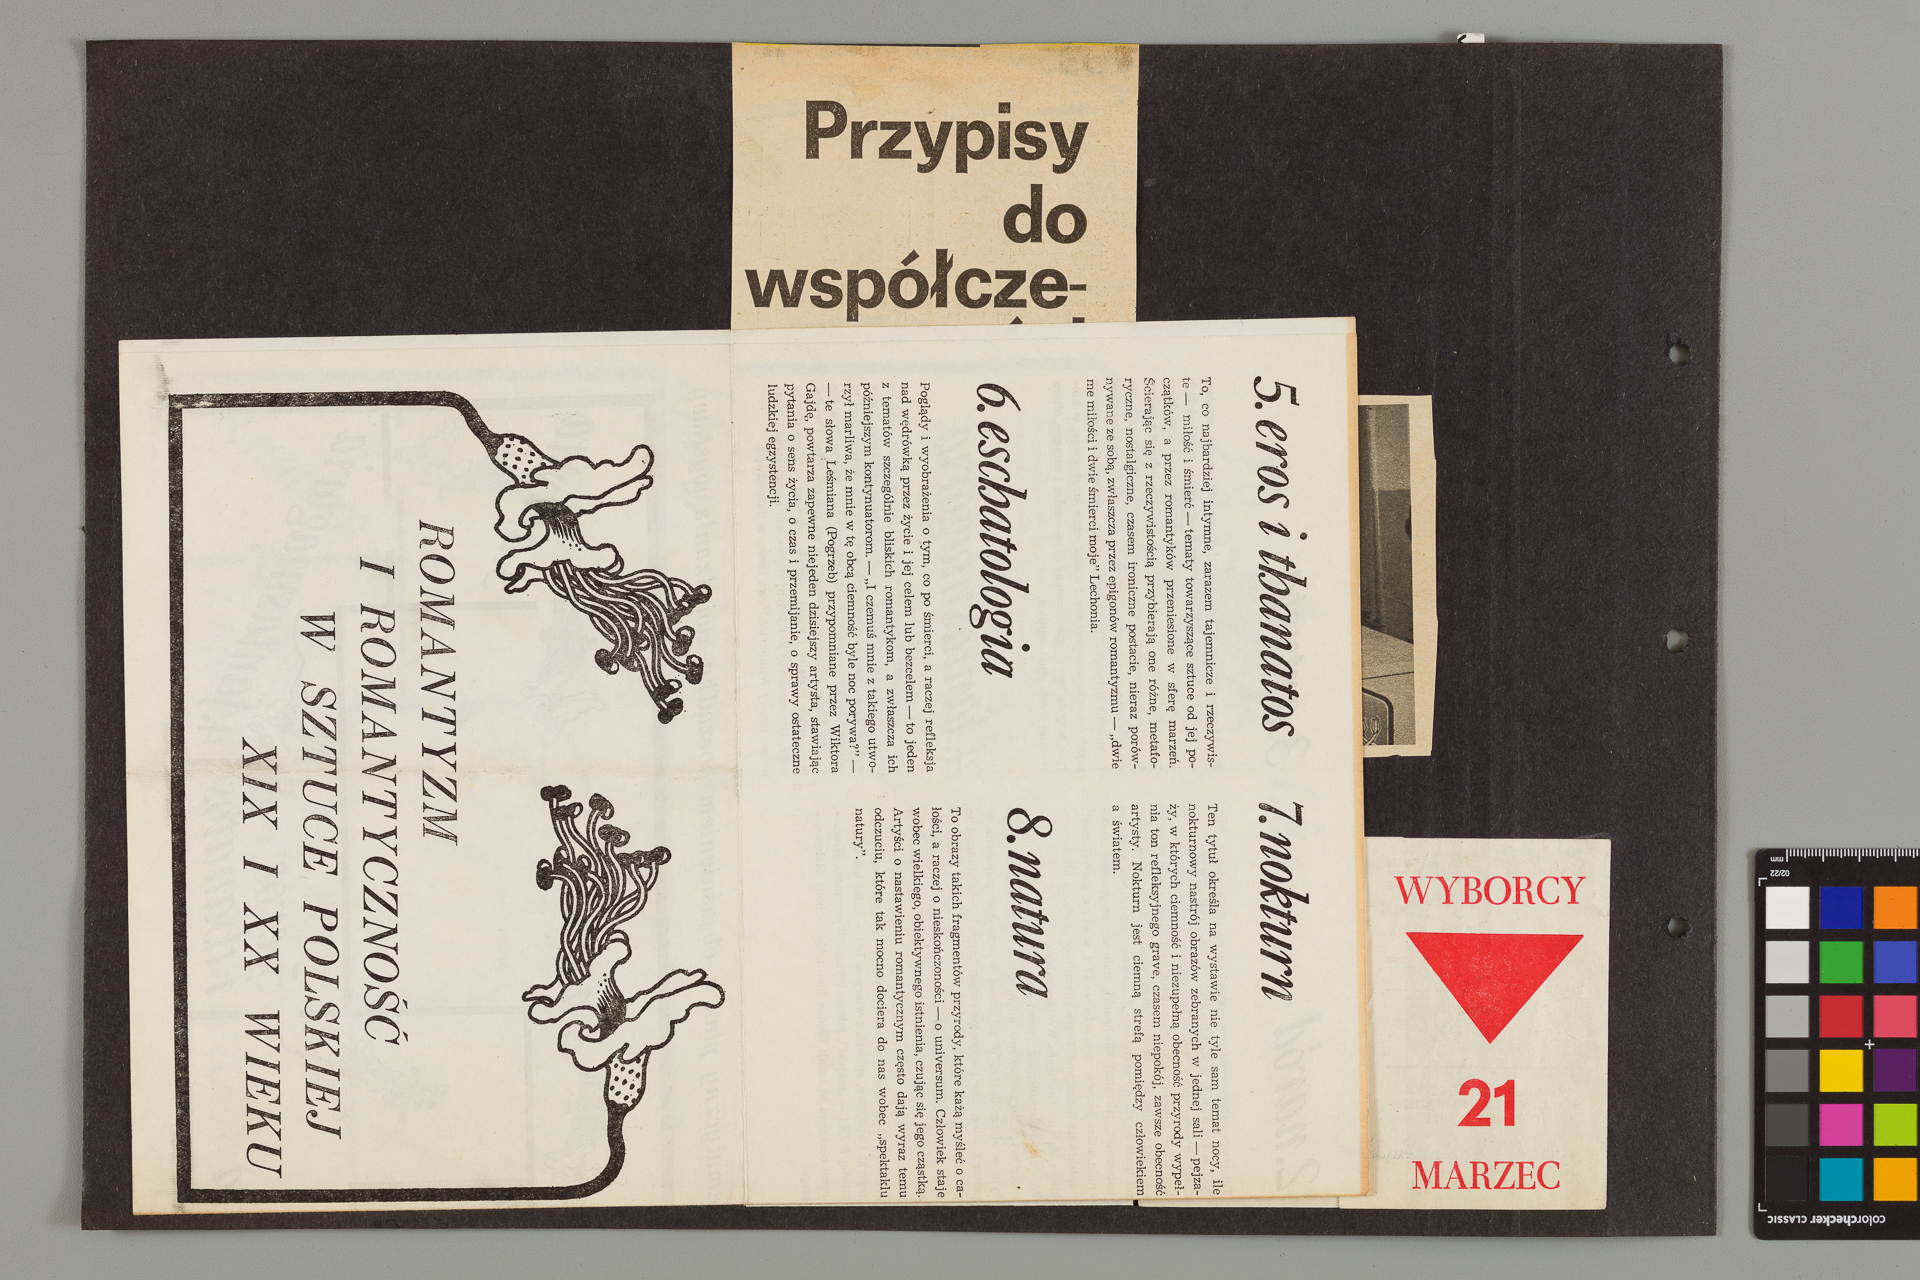 Przypisy
do
współcze-
5. eros i thanatos
To, co najbardziej intymne, zarazem tajemnicze i rzeczywis-
te — miłość i śmierć — tematy towarzyszące sztuce od jej po-
czątków, a przez romantyków przeniesione w sferę marzeń.
Ścierając się z rzeczywistością przybierają one różne, metafo-
ryczne, nostalgiczne, czasem ironiczne postacie, nieraz porów-
nywane ze sobą, zwłaszcza przez epigonów romantyzmu — „dwie
me miłości i dwie śmierci moje” Lechonia.
6. eschatologia
Poglądy i wyobrażenia o tym, co po śmierci, a raczej refleksja
nad wędrówką przez życie i jej celem lub bezcelem — to jeden
z tematów szczególnie bliskich romantykom, a zwłaszcza ich
późniejszym kontynuatorom. — „I czemuś mnie z takiego utwo-
rzył marliwa, że mnie w tę obcą ciemność byle noc porywa?” —
— te słowa Leśmiana (Pogrzeb) przypomniane przez Wiktora
Gajdę, powtarza zapewne niejeden dzisiejszy artysta, stawiając
pytania o sens życia, o czas i przemijanie, o sprawy ostateczne
ludzkiej egzystencji.
7. nokturn
Ten tytuł określa na wystawie nie tyle sam temat nocy, ile
nokturnowy nastrój obrazów zebranych w jednej sali — pejza-
ży, w których ciemność i niezupełną obecność przyrody wypeł-
nia ton refleksyjnego grave, czasem niepokój, zawsze obecność
artysty. Nokturn jest ciemną strefą pomiędzy człowiekiem
a światem.
8. natura
To obrazy takich fragmentów przyrody, które każą myśleć o ca-
łości, a raczej o nieskończoności — o universum. Człowiek staje
wobec wielkiego, obiektywnego istnienia, czując się jego cząstką.
Artyści o nastawieniu romantycznym często dają wyraz temu
odczuciu, które tak mocno dociera do nas wobec „spektaklu
natury”.
ROMANTYZM
I ROMANTYCZNOŚĆ
W SZTUCE POLSKIEJ
XIX I XX WIEKU
WYBORCY
21
MARZEC
mm
02/22
colorchecker CLASSIC